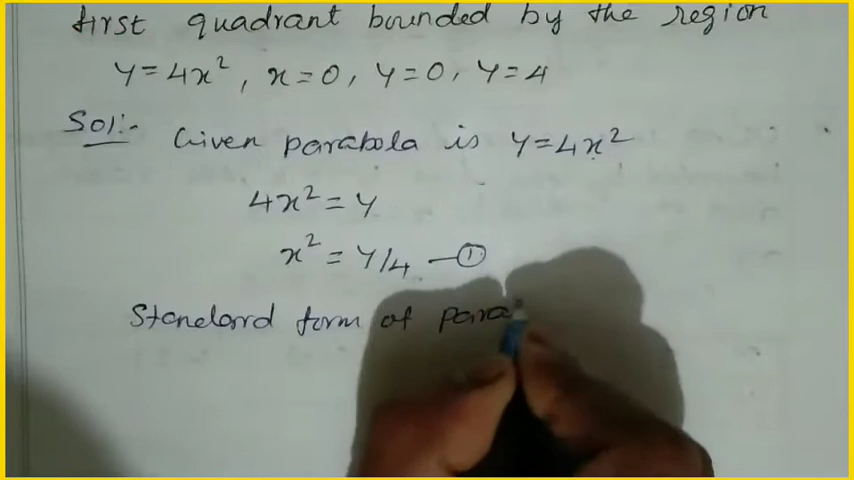 first quadrant bounded by the region
y = 4x², x = 0, y = 0, y = 4
Sol:- Given parabola is y = 4x²
4x² = y
x² = y/4 —①
Standard form of para